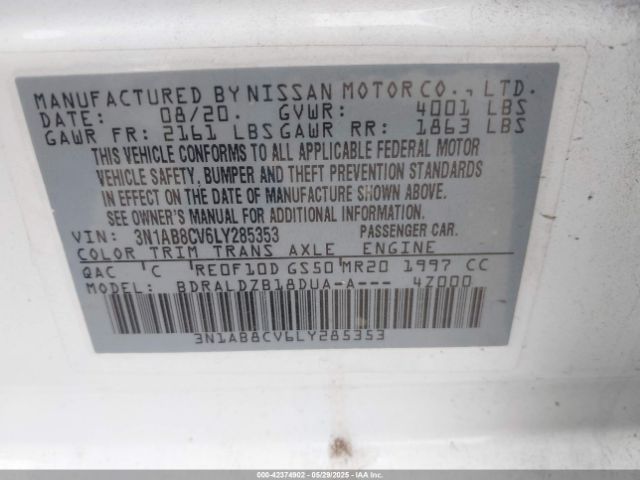 MANUFACTURED BY NISSAN MOTOR CO., LTD.
DATE: 08/20. GVWR: 4001 LBS
GAWR FR: 2161 LBS GAWR RR: 1863 LBS
THIS VEHICLE CONFORMS TO ALL APPLICABLE FEDERAL MOTOR
VEHICLE SAFETY, BUMPER AND THEFT PREVENTION STANDARDS
IN EFFECT ON THE DATE OF MANUFACTURE SHOWN ABOVE.
SEE OWNER'S MANUAL FOR ADDITIONAL INFORMATION.
VIN: 3N1AB8CV6LY285353 PASSENGER CAR.
COLOR TRIM TRANS AXLE ENGINE
QAC C RE0F10D GS50 MR20 1997 CC
MODEL: BDRALDZB18DUA-A--- 4Z000
3N1AB8CV6LY285353
000-42374902 - 05/29/2025 - IAA Inc. Copyright